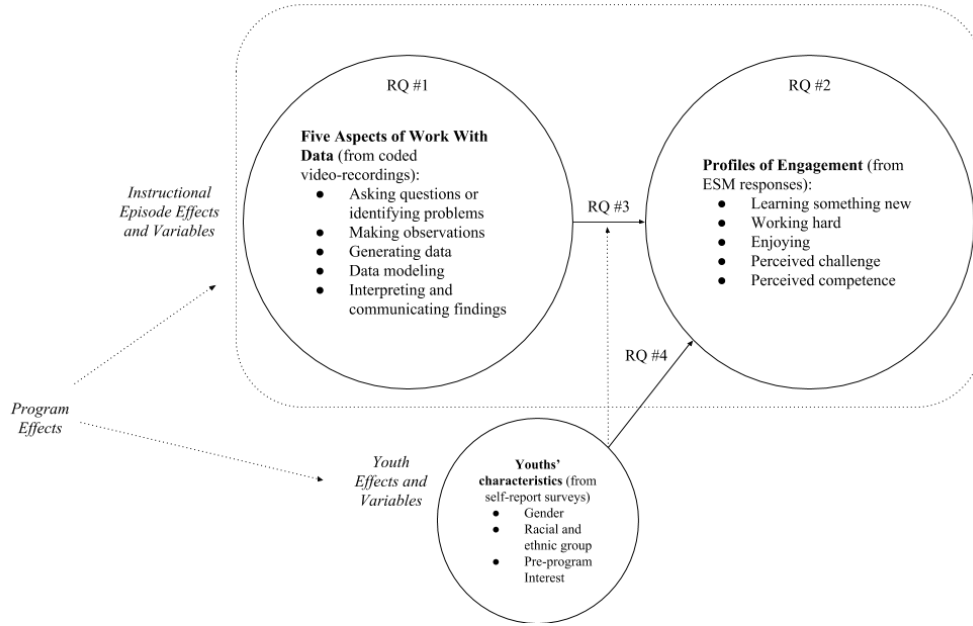 RQ #1
Five Aspects of Work With
Data (from coded
video-recordings):
● Asking questions or
identifying problems
● Making observations
● Generating data
● Data modeling
● Interpreting and
communicating findings
RQ #2
Profiles of Engagement (from
ESM responses):
● Learning something new
● Working hard
● Enjoying
● Perceived challenge
● Perceived competence
Instructional
Episode Effects
and Variables
RQ #3
RQ #4
Program
Effects
Youth
Effects and
Variables
Youths'
characteristics (from
self-report surveys)
● Gender
● Racial and
ethnic group
● Pre-program
Interest